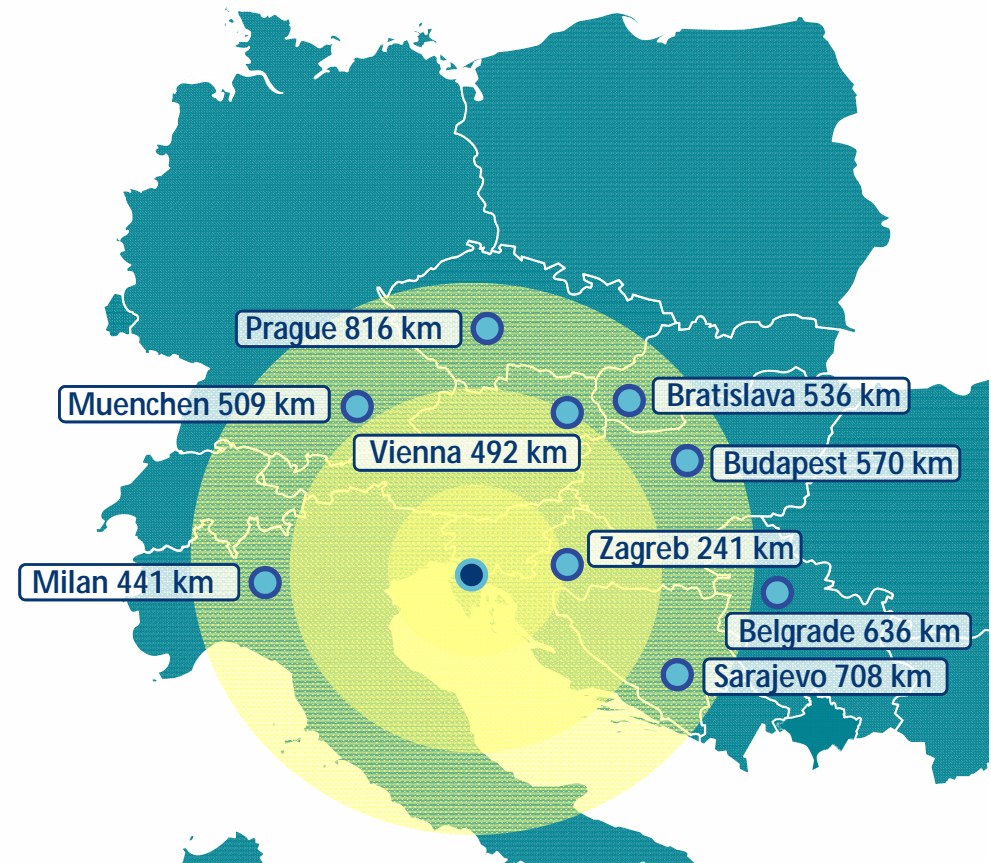 Prague 816 km
Muenchen 509 km
Bratislava 536 km
Vienna 492 km
Budapest 570 km
Zagreb 241 km
Milan 441 km
Belgrade 636 km
Sarajevo 708 km